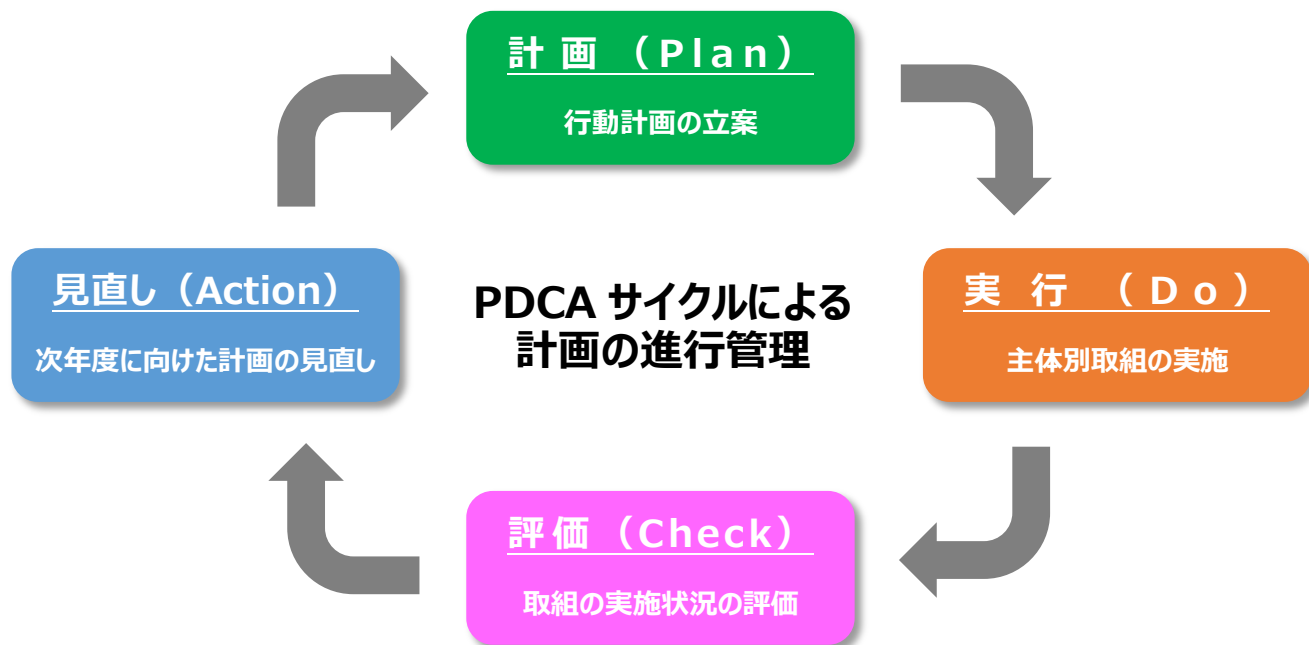 計画（Plan）
行動計画の立案
見直し（Action）
次年度に向けた計画の見直し
PDCA サイクルによる
計画の進行管理
実行（Do）
主体別取組の実施
評価（Check）
取組の実施状況の評価